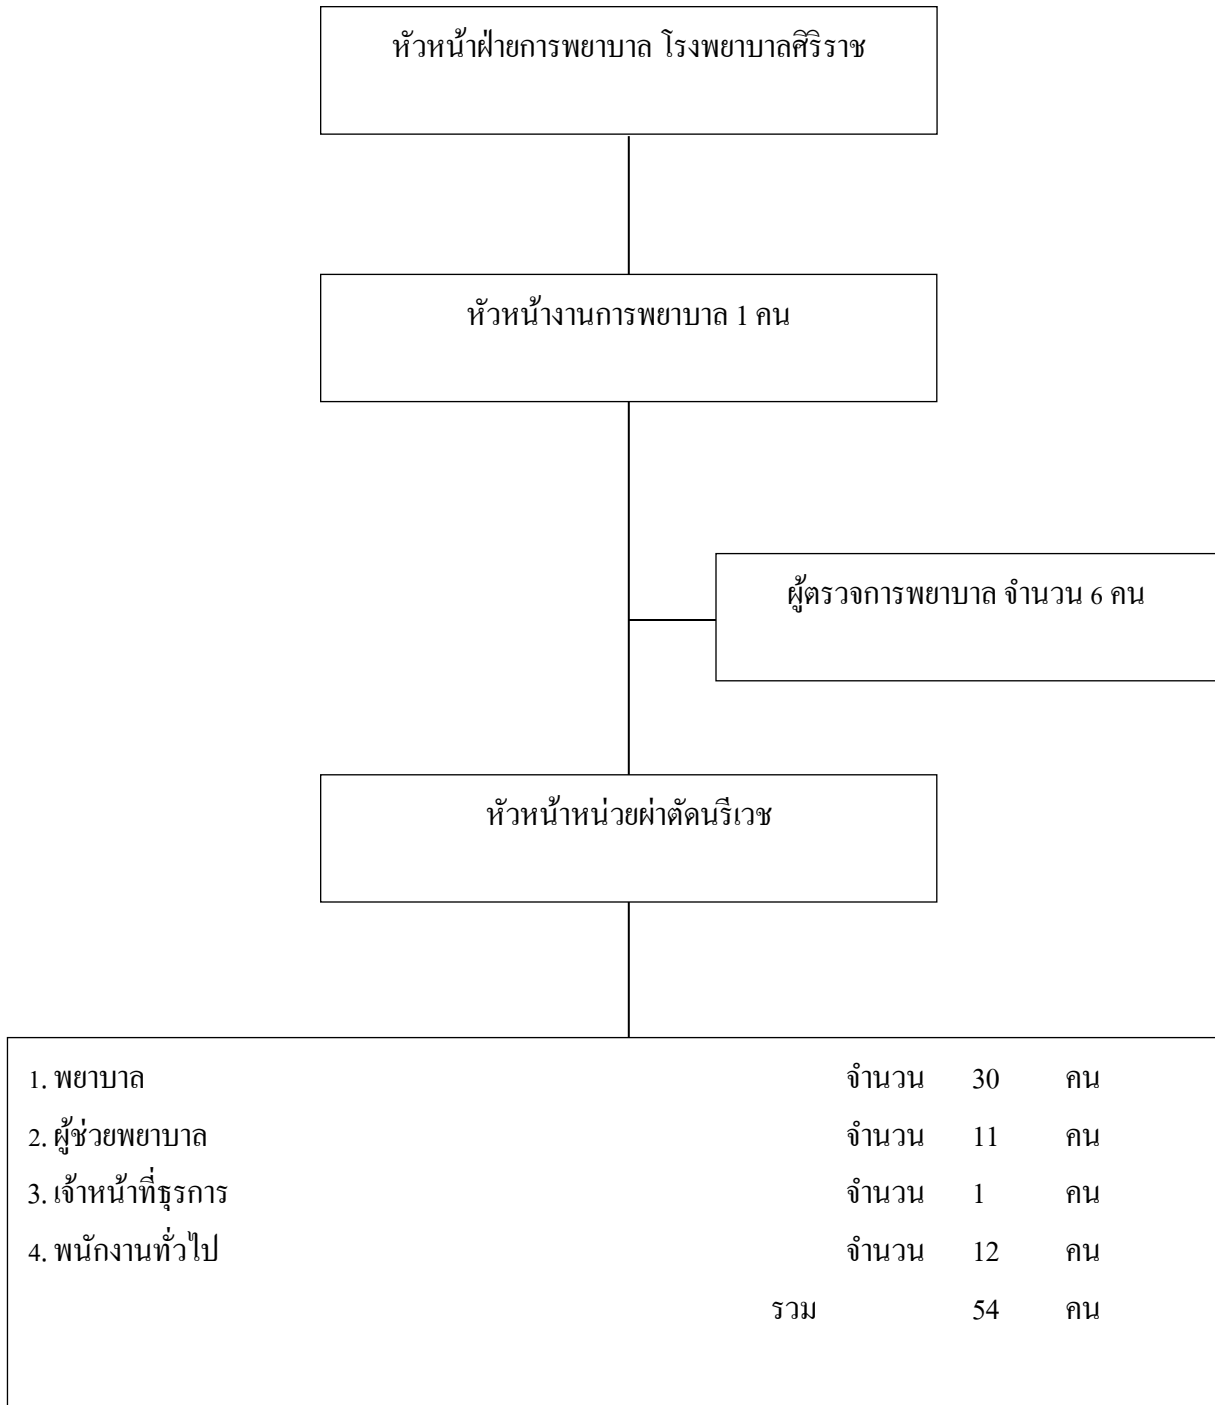 หัวหน้าฝ่ายการพยาบาล โรงพยาบาลศิริราช
หัวหน้างานการพยาบาล 1 คน
ผู้ตรวจการพยาบาล จำนวน 6 คน
หัวหน้าหน่วยผ่าตัดนรีเวช
1. พยาบาล จำนวน 30 คน
2. ผู้ช่วยพยาบาล จำนวน 11 คน
3. เจ้าหน้าที่ธุรการ จำนวน 1 คน
4. พนักงานทั่วไป จำนวน 12 คน
รวม 54 คน